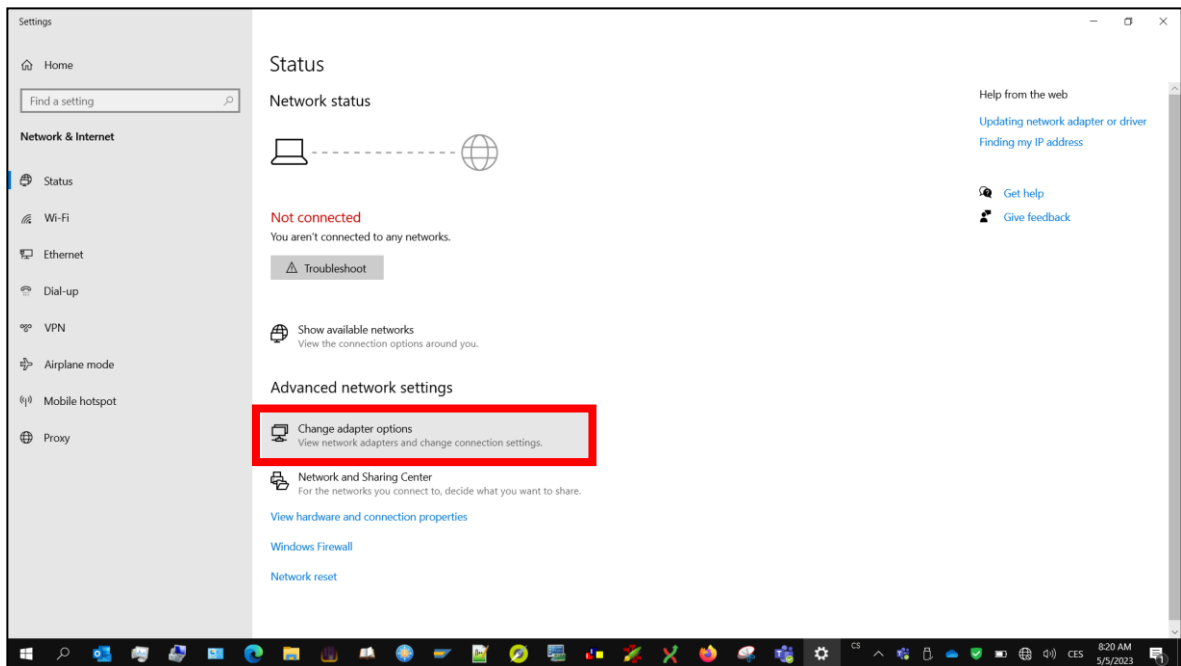 Settings
Home
Find a setting
Network & Internet
Status
Wi-Fi
Ethernet
Dial-up
VPN
Airplane mode
Mobile hotspot
Proxy
Status
Network status
Not connected
You aren't connected to any networks.
Troubleshoot
Show available networks
View the connection options around you.
Advanced network settings
Change adapter options
View network adapters and change connection settings.
Network and Sharing Center
For the networks you connect to, decide what you want to share.
View hardware and connection properties
Windows Firewall
Network reset
Help from the web
Updating network adapter or driver
Finding my IP address
Get help
Give feedback
CS
CES
8:20 AM
5/5/2023